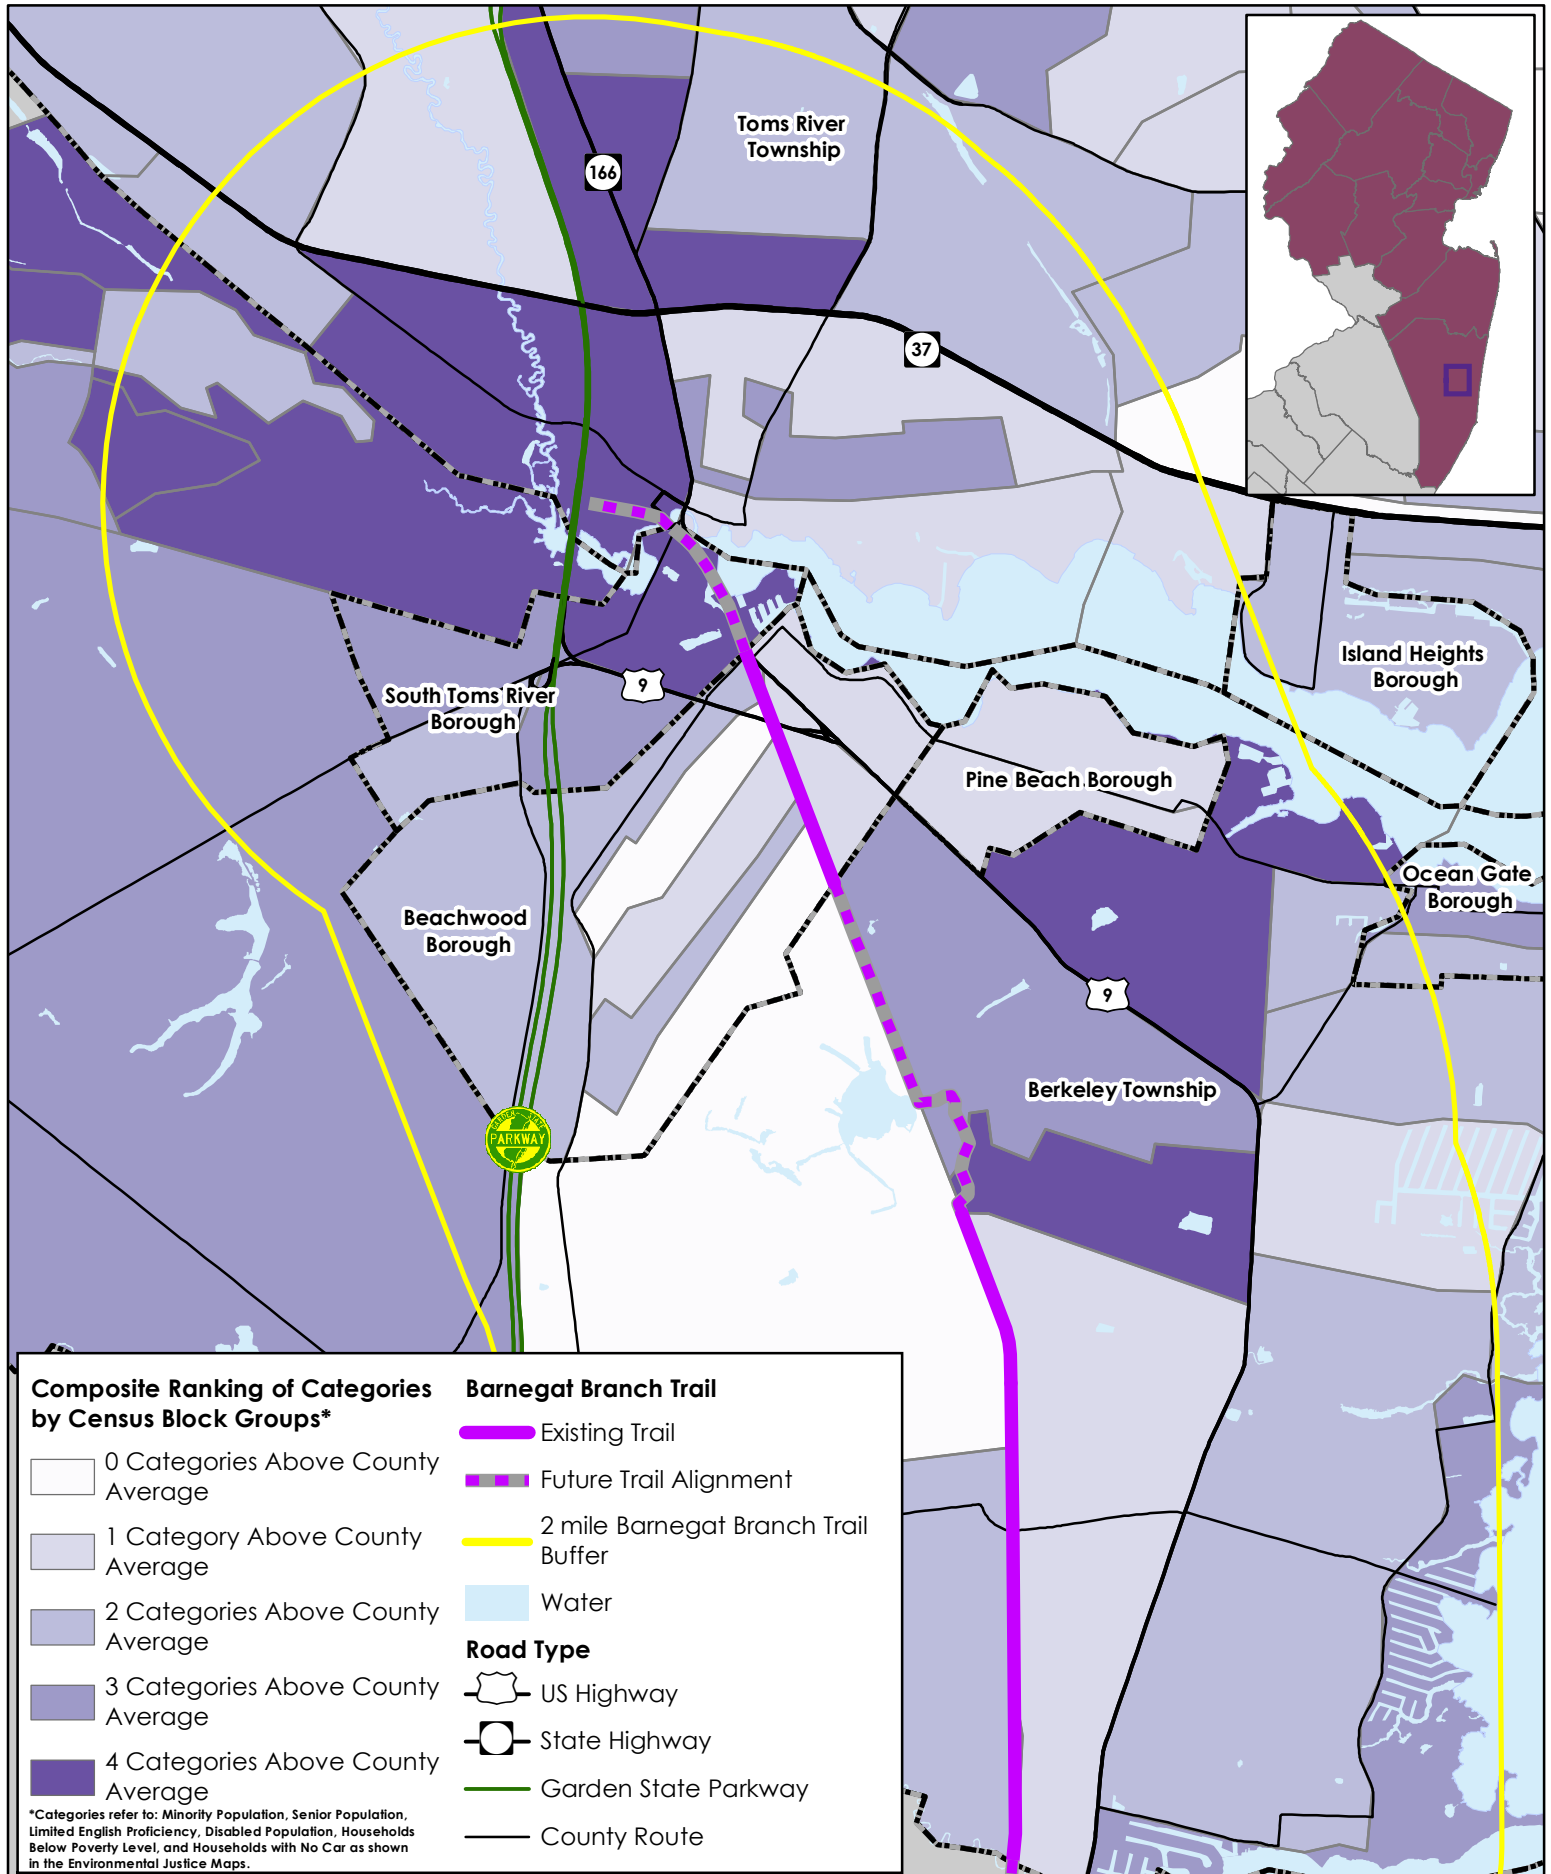 Toms River
Township
166
37
Island Heights
Borough
South Toms River
Borough
9
Pine Beach Borough
Ocean Gate
Borough
Beachwood
Borough
9
Berkeley Township
GARDEN STATE
PARKWAY
Composite Ranking of Categories
by Census Block Groups*
0 Categories Above County
Average
1 Category Above County
Average
2 Categories Above County
Average
3 Categories Above County
Average
4 Categories Above County
Average
*Categories refer to: Minority Population, Senior Population,
Limited English Proficiency, Disabled Population, Households
Below Poverty Level, and Households with No Car as shown
in the Environmental Justice Maps.
Barnegat Branch Trail
Existing Trail
Future Trail Alignment
2 mile Barnegat Branch Trail
Buffer
Water
Road Type
US Highway
State Highway
Garden State Parkway
County Route